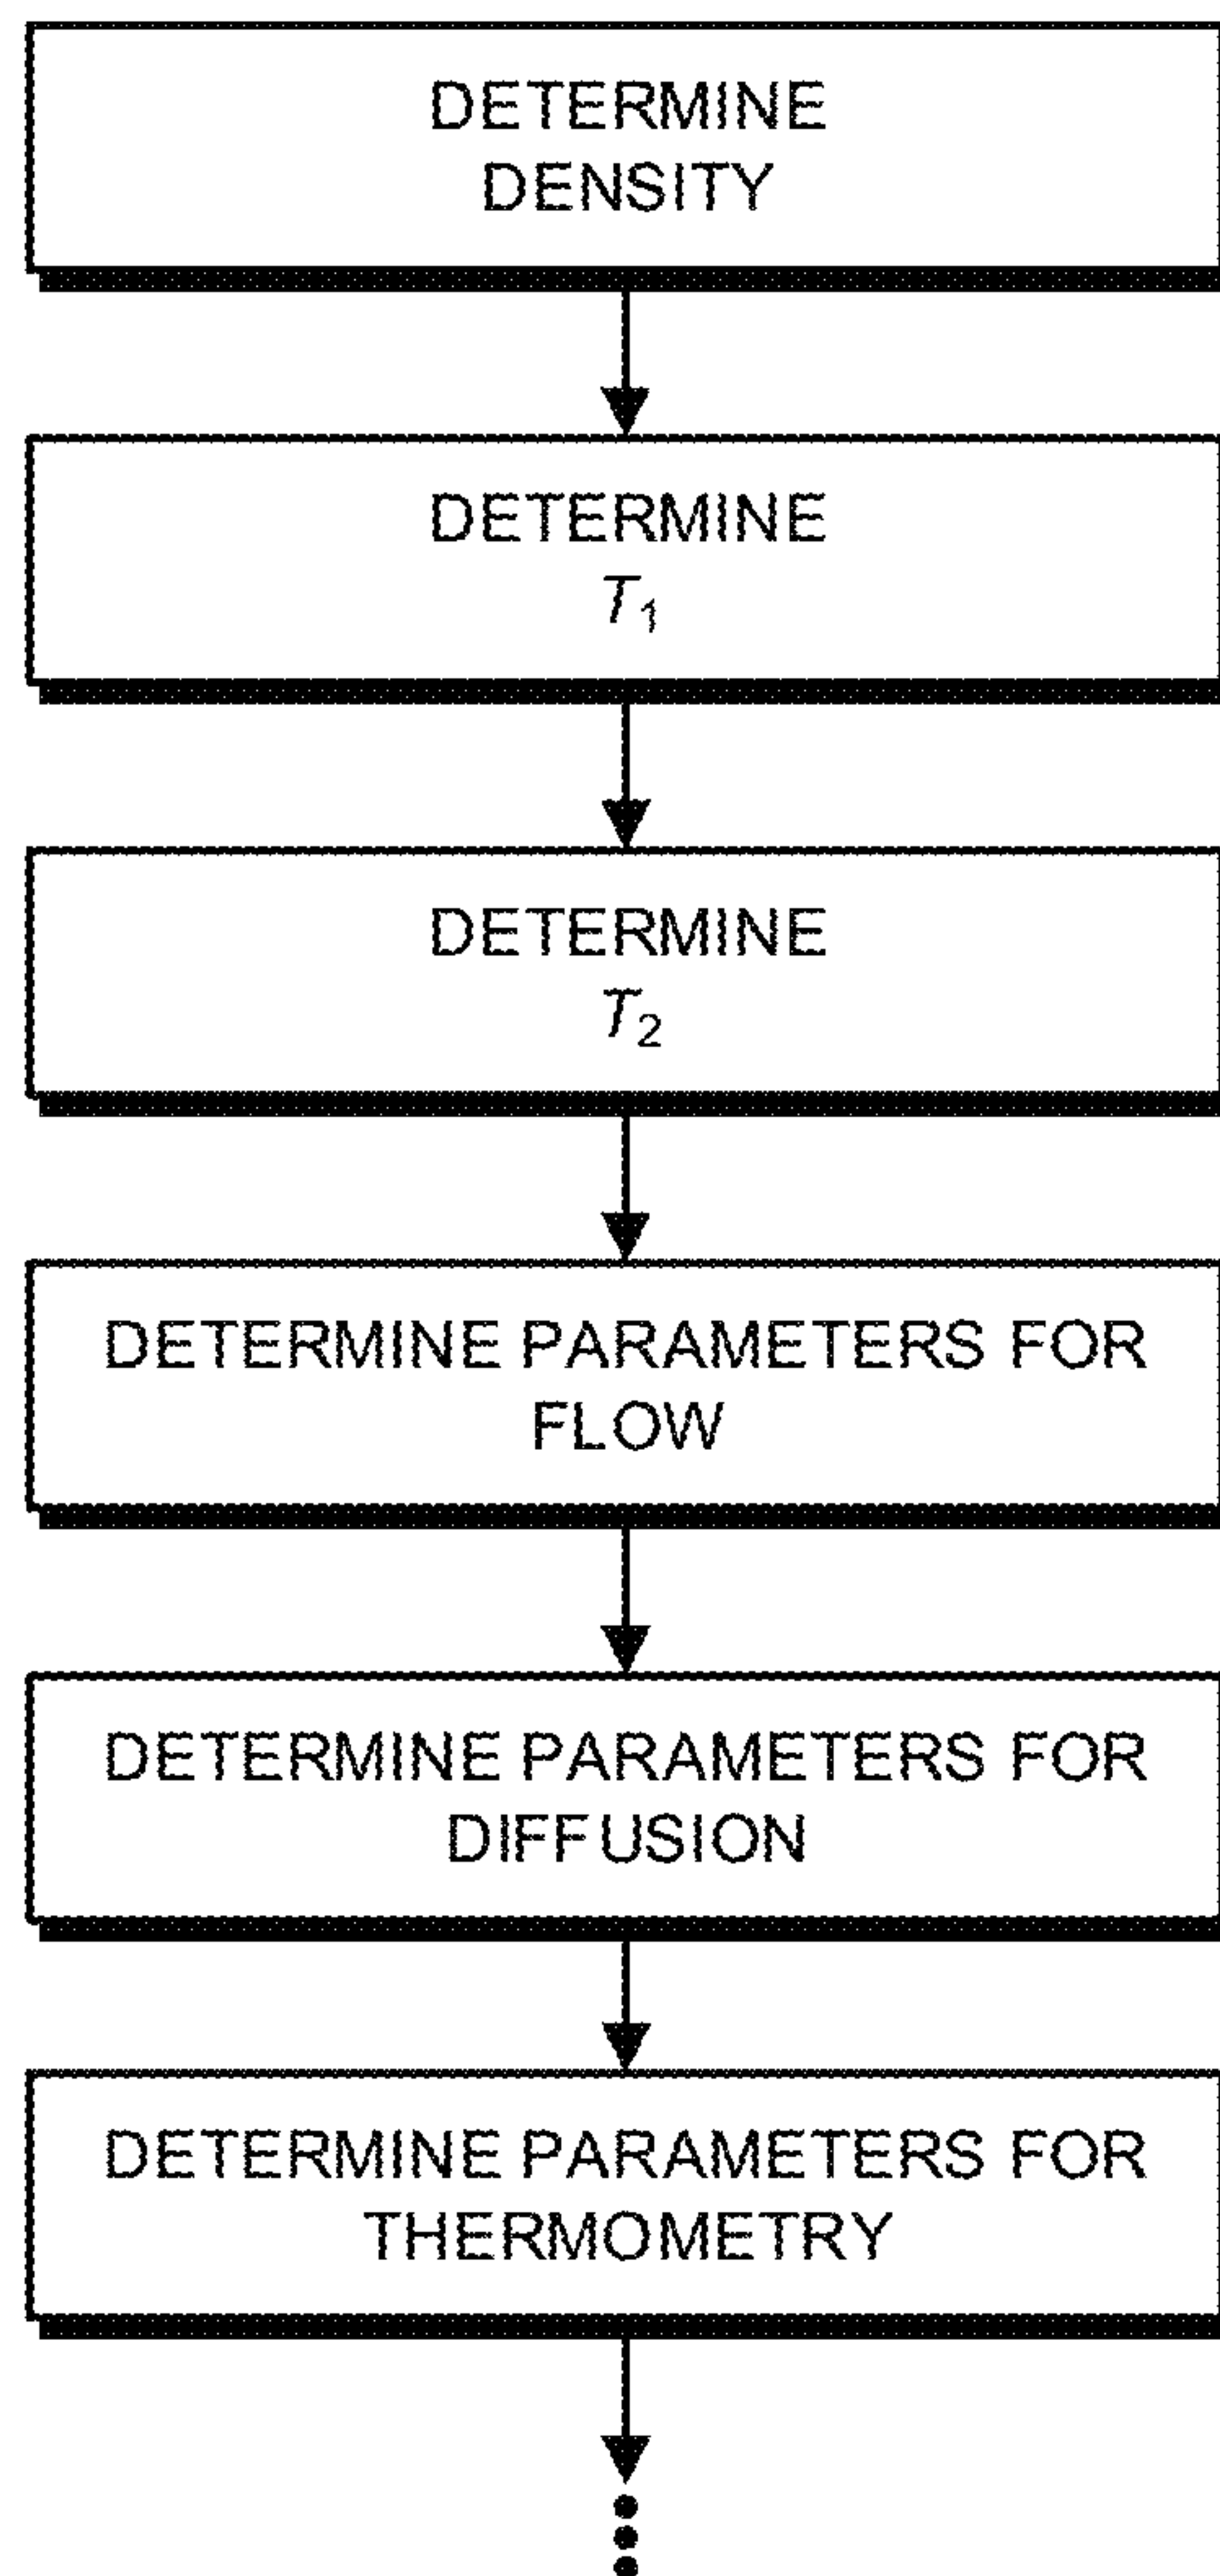 DETERMINE
DENSITY
DETERMINE
T₁
DETERMINE
T₂
DETERMINE PARAMETERS FOR
FLOW
DETERMINE PARAMETERS FOR
DIFFUSION
DETERMINE PARAMETERS FOR
THERMOMETRY